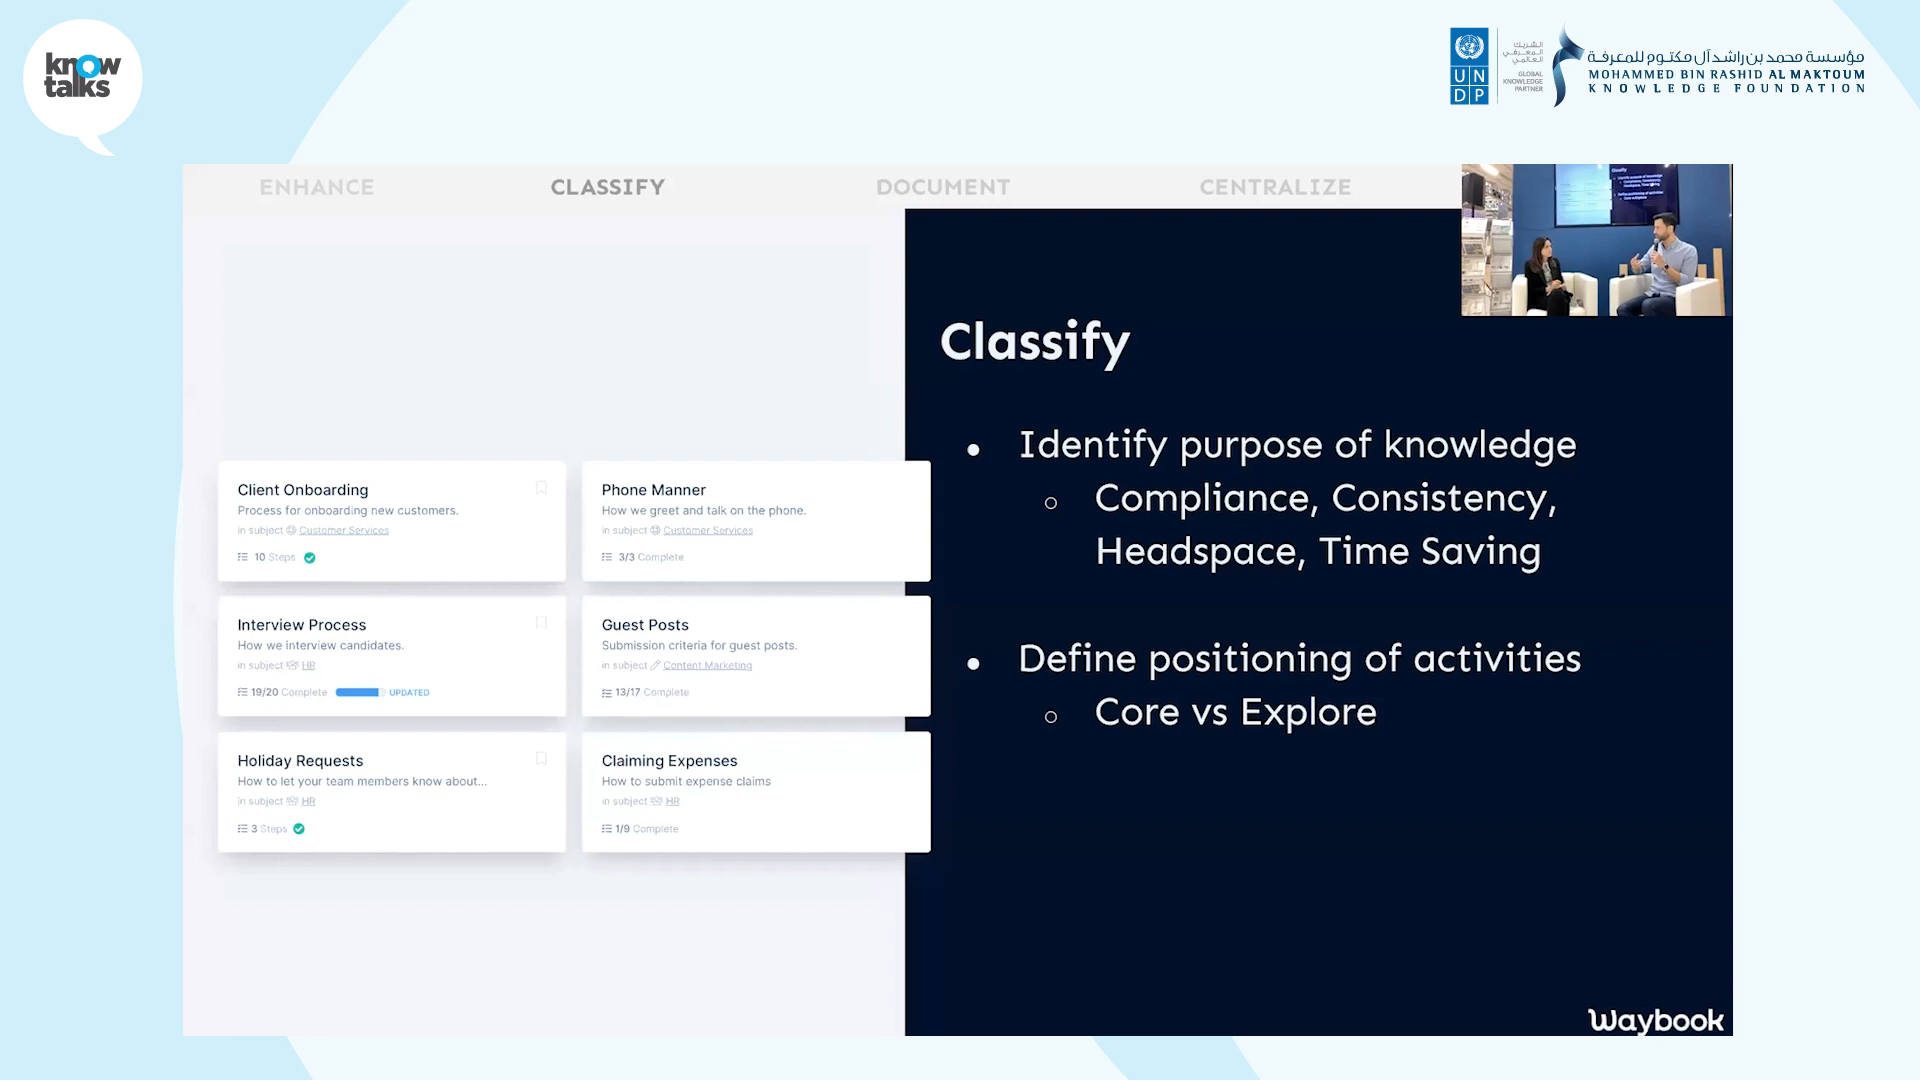 know
talks
UN
DP
الشريك
المعرفي
العالمي
GLOBAL
KNOWLEDGE
PARTNER
مؤسسة محمد بن راشد آل مكتوم للمعرفة
MOHAMMED BIN RASHID AL MAKTOUM
KNOWLEDGE FOUNDATION
ENHANCE CLASSIFY DOCUMENT CENTRALIZE
Client Onboarding
Process for onboarding new customers.
in subject Customer Services
10 Steps
Phone Manner
How we greet and talk on the phone.
in subject Customer Services
3/3 Complete
Interview Process
How we interview candidates.
in subject HR
19/20 Complete UPDATED
Guest Posts
Submission criteria for guest posts.
in subject Content Marketing
13/17 Complete
Holiday Requests
How to let your team members know about...
in subject HR
3 Steps
Claiming Expenses
How to submit expense claims
in subject HR
1/9 Complete
Classify
• Identify purpose of knowledge
○ Compliance, Consistency,
Headspace, Time Saving
• Define positioning of activities
○ Core vs Explore
Waybook